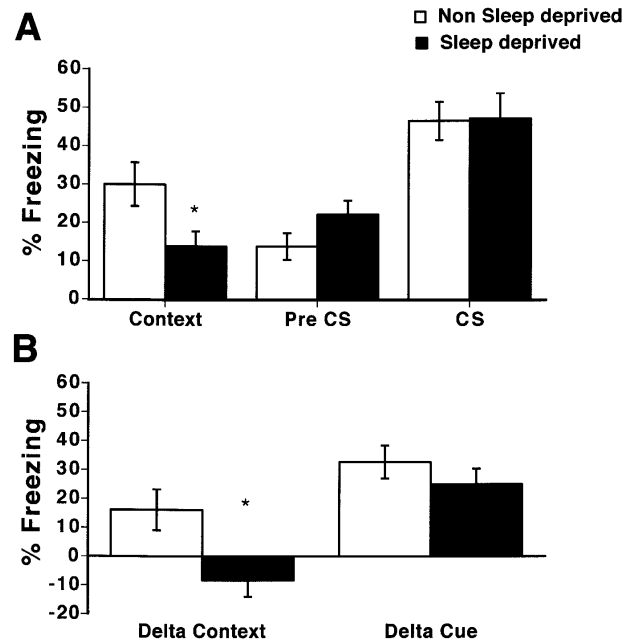 A
Non Sleep deprived
Sleep deprived
% Freezing
60
50
40
30
20
10
0
*
Context
Pre CS
CS
B
% Freezing
60
50
40
30
20
10
0
-10
-20
*
Delta Context
Delta Cue